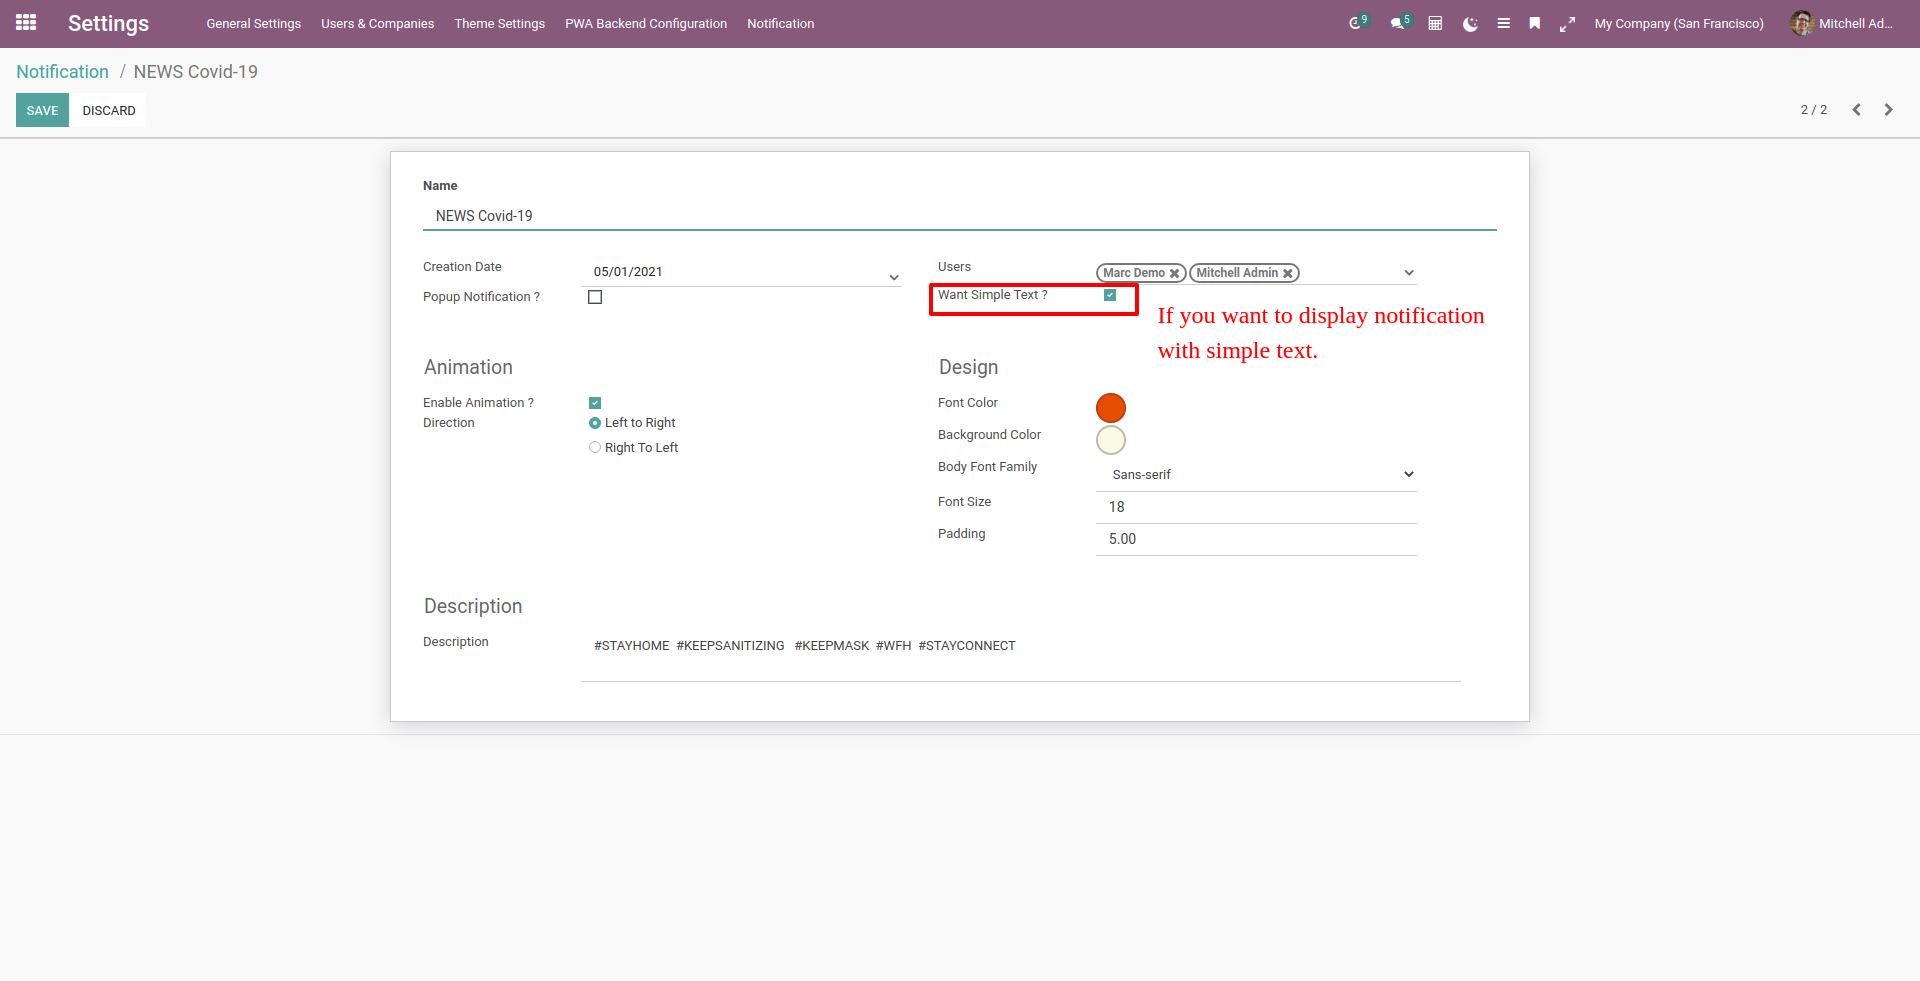 Settings General Settings Users & Companies Theme Settings PWA Backend Configuration Notification 9 5 My Company (San Francisco) Mitchell Ad...
Notification / NEWS Covid-19
SAVE DISCARD 2 / 2
Name
NEWS Covid-19
Creation Date 05/01/2021 Users Marc Demo Mitchell Admin
Popup Notification ? Want Simple Text ?
If you want to display notification
with simple text.
Animation Design
Enable Animation ? Font Color
Direction Left to Right
Background Color
Right To Left
Body Font Family Sans-serif
Font Size 18
Padding 5.00
Description
Description #STAYHOME #KEEPSANITIZING #KEEPMASK #WFH #STAYCONNECT